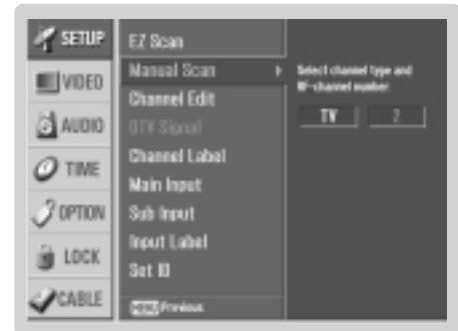 SETUP
VIDEO
AUDIO
TIME
OPTION
LOCK
CABLE
EZ Scan
Manual Scan
Channel Edit
DTV Signal
Channel Label
Main Input
Sub Input
Input Label
Set ID
MENU Previous
Select channel type and
RF-channel number.
TV 2